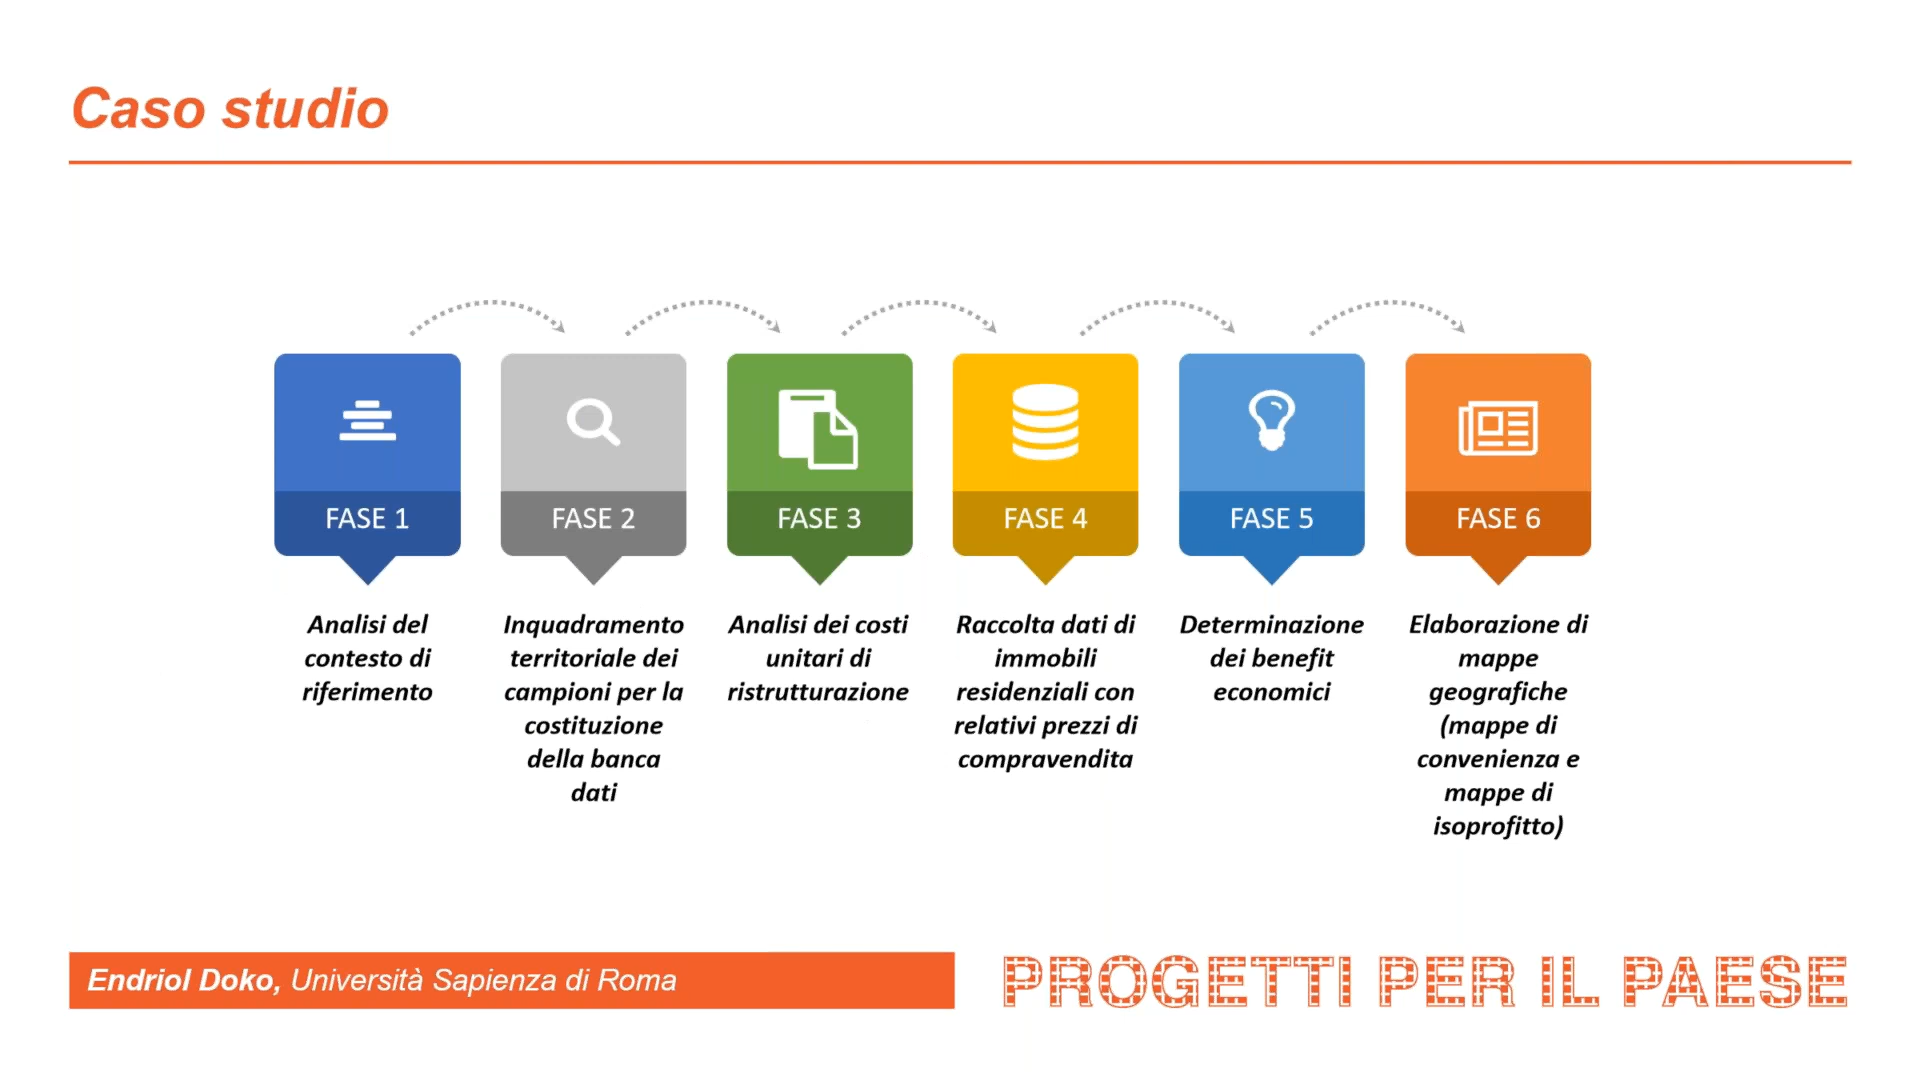 Caso studio
FASE 1
FASE 2
FASE 3
FASE 4
FASE 5
FASE 6
Analisi del
contesto di
riferimento
Inquadramento
territoriale dei
campioni per la
costituzione
della banca
dati
Analisi dei costi
unitari di
ristrutturazione
Raccolta dati di
immobili
residenziali con
relativi prezzi di
compravendita
Determinazione
dei benefit
economici
Elaborazione di
mappe
geografiche
(mappe di
convenienza e
mappe di
isoprofitto)
Endriol Doko, Università Sapienza di Roma
PROGETTI PER IL PAESE